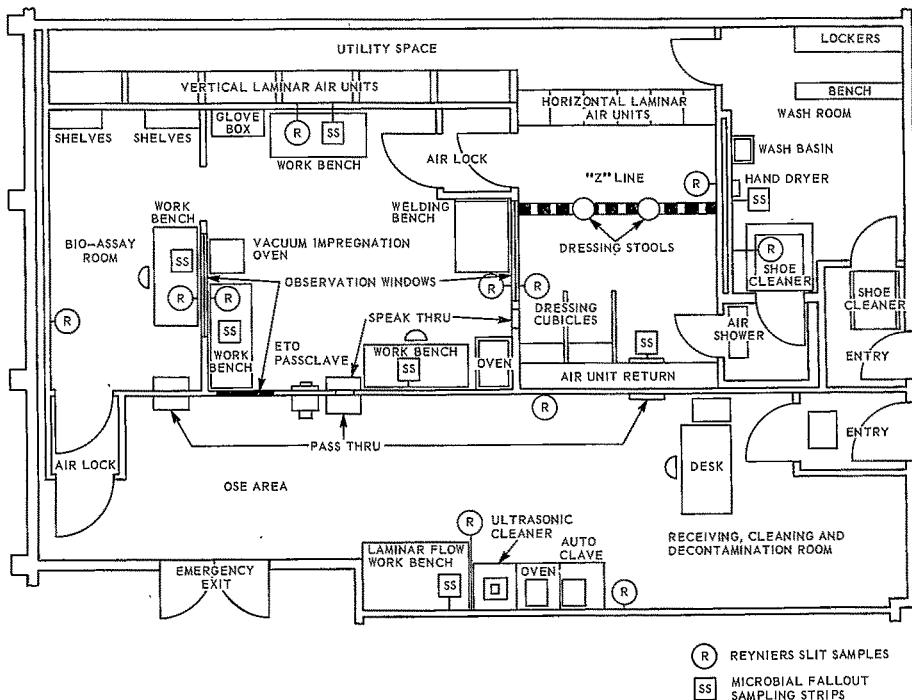 UTILITY SPACE
LOCKERS
VERTICAL LAMINAR AIR UNITS
BENCH
HORIZONTAL LAMINAR
AIR UNITS
WASH ROOM
SHELVES
SHELVES
GLOVE
BOX
R
SS
WORK BENCH
AIR LOCK
WASH BASIN
"Z" LINE
R
HAND DRYER
SS
WORK
BENCH
WELDING
BENCH
DRESSING STOOLS
BIO-ASSAY
ROOM
SS
VACUUM IMPREGNATION
OVEN
R
SHOE
CLEANER
OBSERVATION WINDOWS
R
R
R
R
SHOE
CLEANER
R
SS
WORK
BENCH
SPEAK THRU
DRESSING
CUBICLES
AIR
SHOWER
ETO
PASSCLAVE
WORK BENCH
SS
OVEN
SS
ENTRY
AIR UNIT RETURN
R
PASS THRU
ENTRY
AIR LOCK
DESK
OSE AREA
R
ULTRASONIC
CLEANER
RECEIVING, CLEANING AND
DECONTAMINATION ROOM
LAMINAR FLOW
WORK BENCH
AUTO
CLAVE
OVEN
EMERGENCY
EXIT
SS
R
R REYNIERS SLIT SAMPLES
SS MICROBIAL FALLOUT
SAMPLING STRIPS